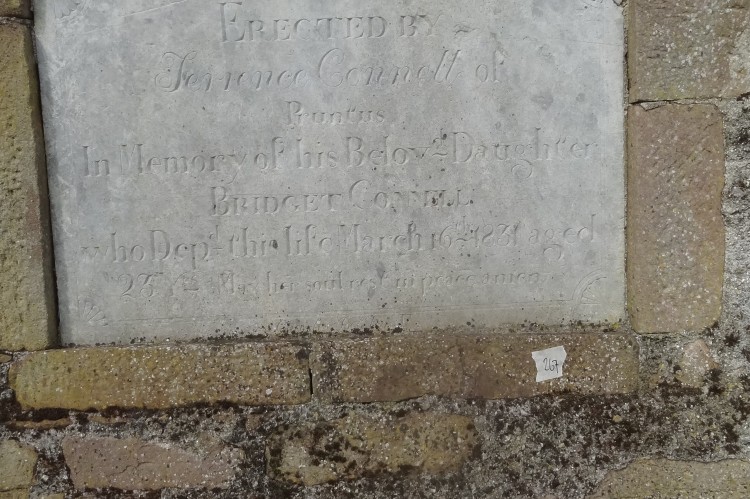 ERECTED BY
Terrence Connell of
Pruntus
In Memory of his Belovd Daughter
BRIDGET CONNELL
who Depd this life March 16th 1831 aged
23 Yrs May her soul rest in peace amen
267